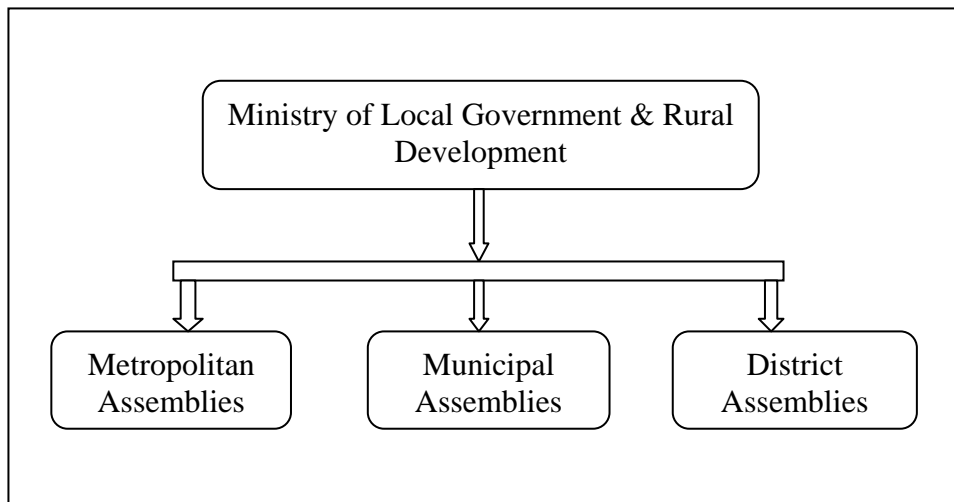 Ministry of Local Government & Rural
Development
Metropolitan
Assemblies
Municipal
Assemblies
District
Assemblies